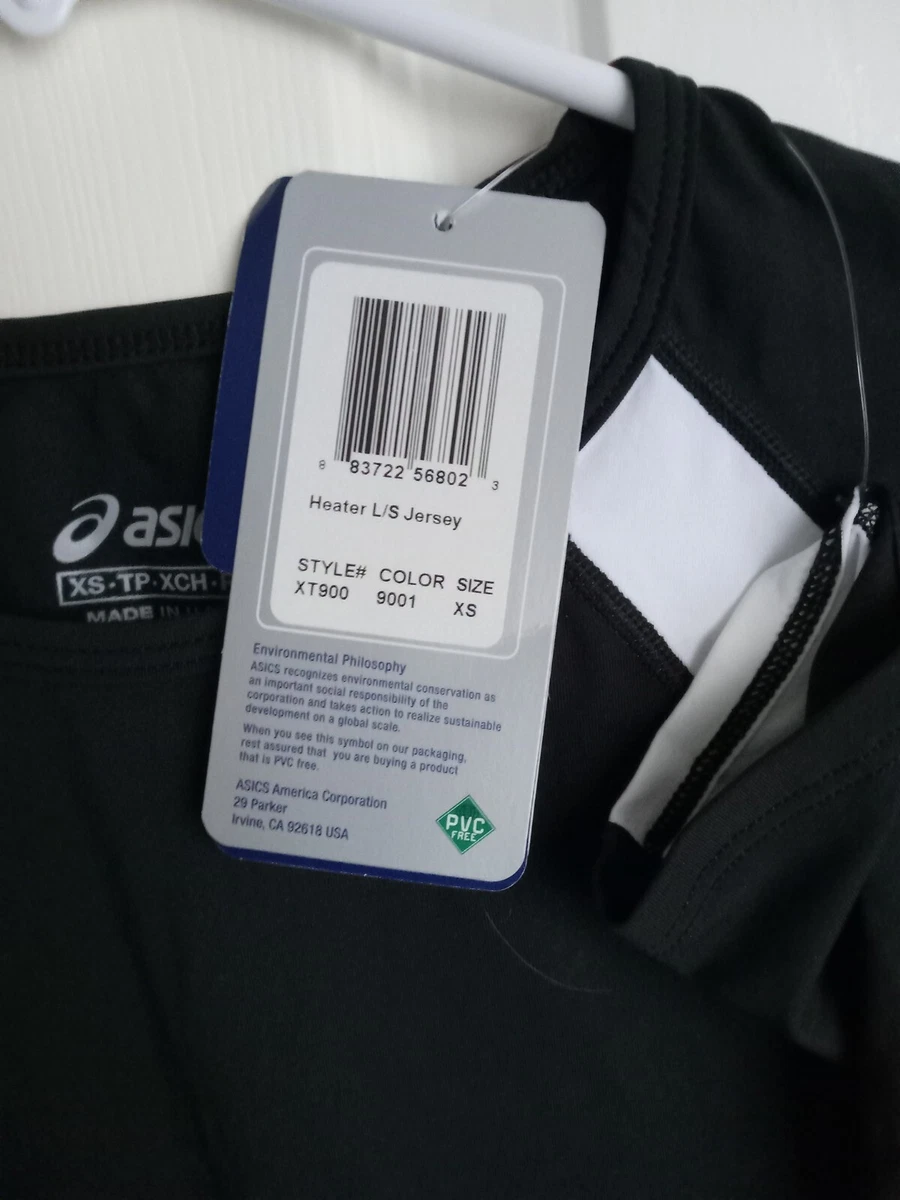 8 83722 56802 3
Heater L/S Jersey
STYLE# COLOR SIZE
XT900 9001 XS
Environmental Philosophy
ASICS recognizes environmental conservation as
an important social responsibility of the
corporation and takes action to realize sustainable
development on a global scale.
When you see this symbol on our packaging,
rest assured that you are buying a product
that is PVC free.
ASICS America Corporation
29 Parker
Irvine, CA 92618 USA
PVC
FREE
asic
XS·TP·XCH·
MADE IN